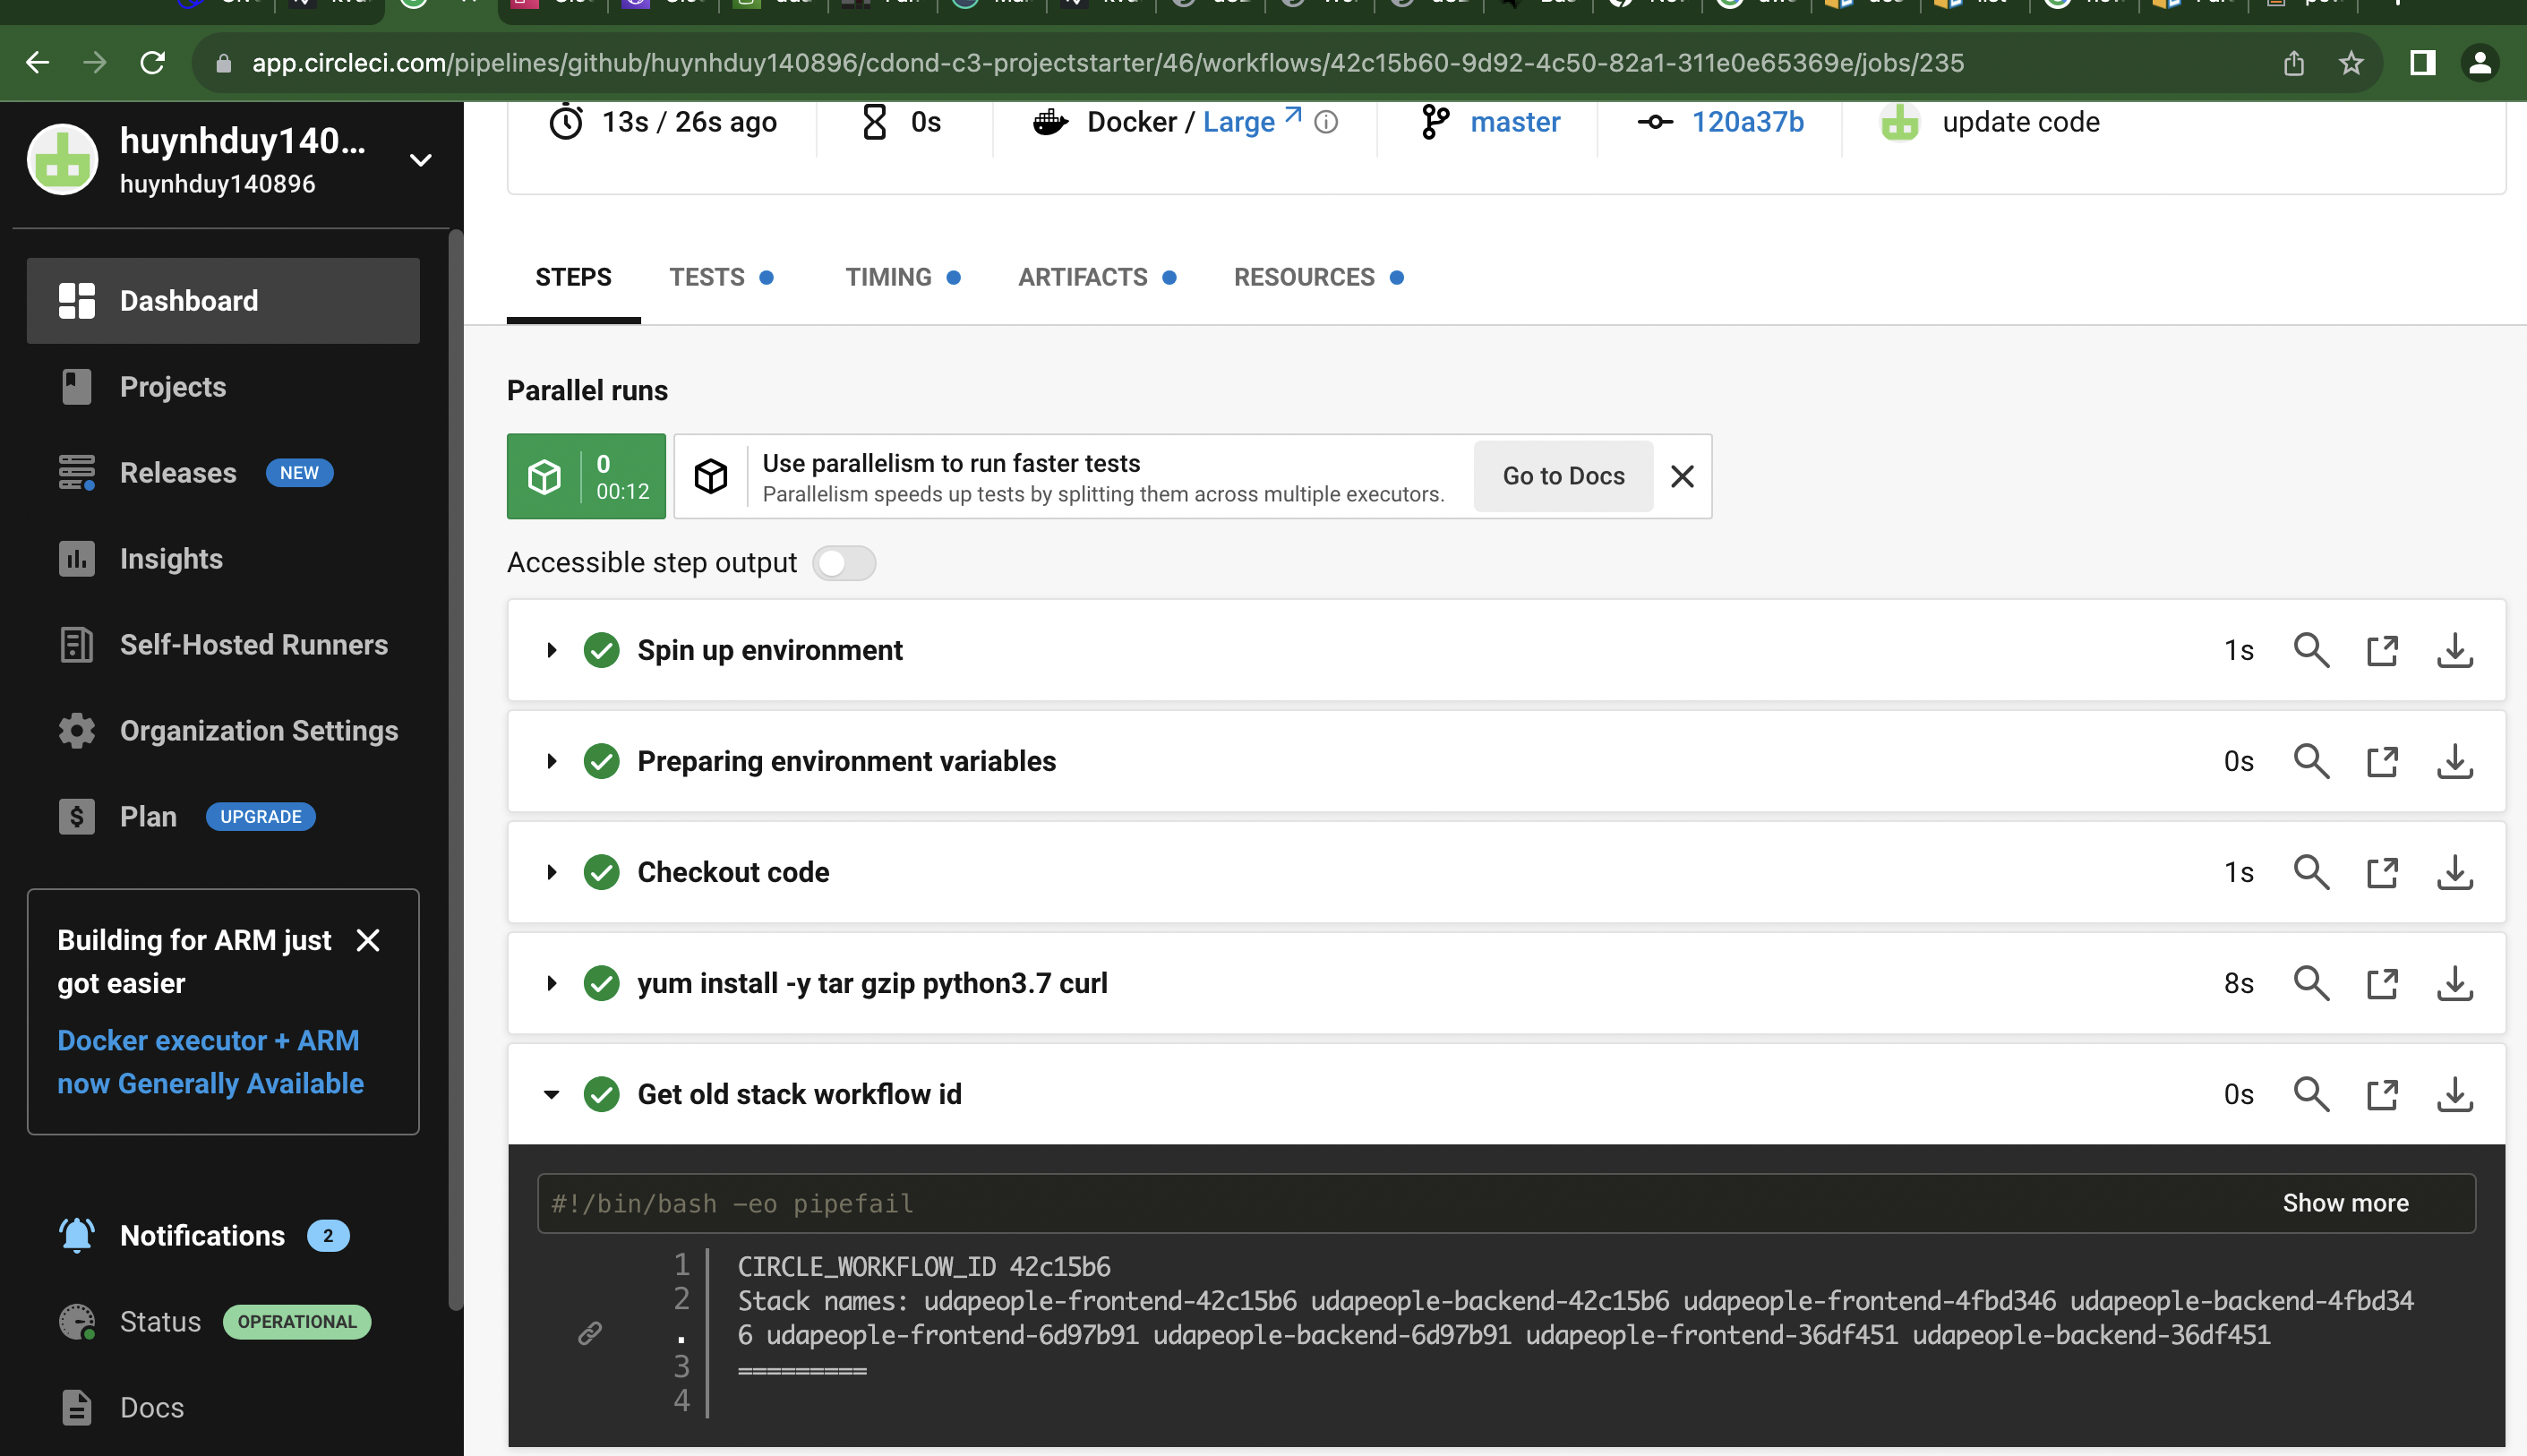 app.circleci.com/pipelines/github/huynhduy140896/cdond-c3-projectstarter/46/workflows/42c15b60-9d92-4c50-82a1-311e0e65369e/jobs/235
huynhduy140...
huynhduy140896
Dashboard
Projects
Releases NEW
Insights
Self-Hosted Runners
Organization Settings
Plan UPGRADE
Building for ARM just
got easier
Docker executor + ARM
now Generally Available
Notifications 2
Status OPERATIONAL
Docs
13s / 26s ago
0s
Docker / Large
master
120a37b
update code
STEPS
TESTS
TIMING
ARTIFACTS
RESOURCES
Parallel runs
0
00:12
Use parallelism to run faster tests
Parallelism speeds up tests by splitting them across multiple executors.
Go to Docs
Accessible step output
Spin up environment 1s
Preparing environment variables 0s
Checkout code 1s
yum install -y tar gzip python3.7 curl 8s
Get old stack workflow id 0s
#!/bin/bash -eo pipefail Show more
1 CIRCLE_WORKFLOW_ID 42c15b6
2 Stack names: udapeople-frontend-42c15b6 udapeople-backend-42c15b6 udapeople-frontend-4fbd346 udapeople-backend-4fbd34
. 6 udapeople-frontend-6d97b91 udapeople-backend-6d97b91 udapeople-frontend-36df451 udapeople-backend-36df451
3 =========
4